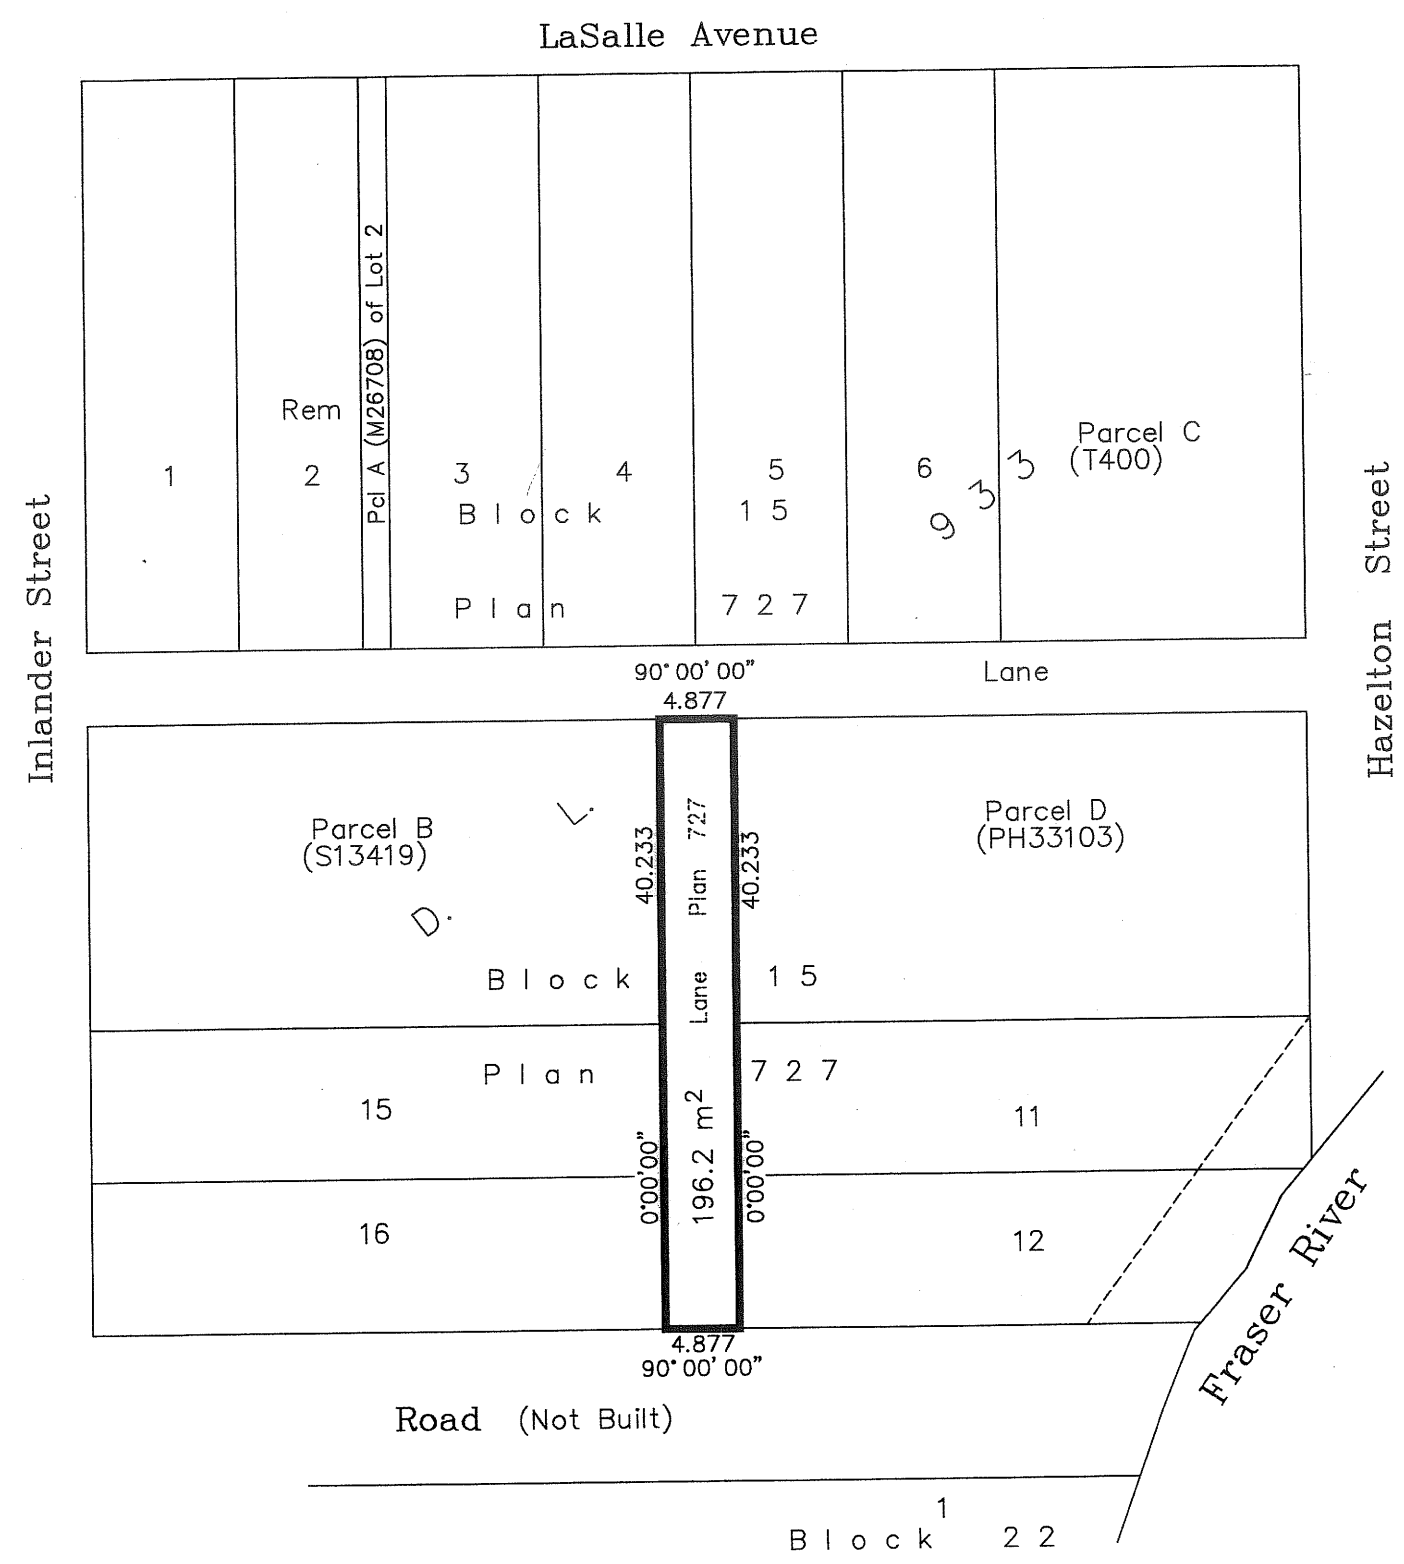 LaSalle Avenue
Inlander Street
Hazelton Street
Pcl A (M26708) of Lot 2
Rem
Parcel C
(T400)
1
2
3
4
5
6
Block 15
D. L. 933
Plan 727
90°00'00"
Lane
4.877
Parcel B
(S13419)
Parcel D
(PH33103)
40.233
Lane Plan 727
40.233
Block 15
Plan 727
15
11
196.2 m²
0°00'00"
0°00'00"
16
12
Fraser River
4.877
90°00'00"
Road (Not Built)
1
Block 22